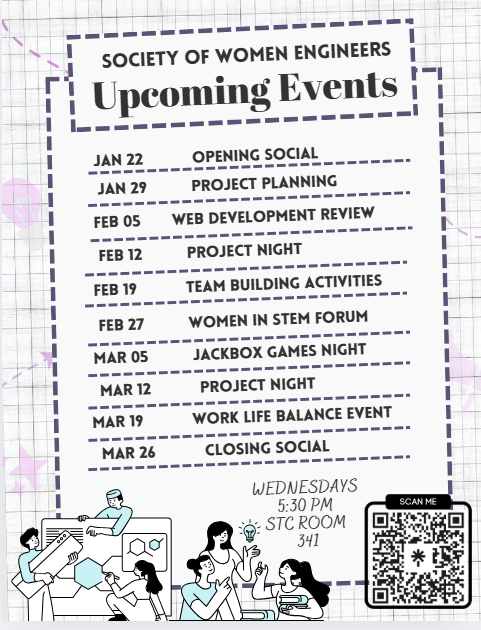 SOCIETY OF WOMEN ENGINEERS
Upcoming Events
JAN 22 OPENING SOCIAL
JAN 29 PROJECT PLANNING
FEB 05 WEB DEVELOPMENT REVIEW
FEB 12 PROJECT NIGHT
FEB 19 TEAM BUILDING ACTIVITIES
FEB 27 WOMEN IN STEM FORUM
MAR 05 JACKBOX GAMES NIGHT
MAR 12 PROJECT NIGHT
MAR 19 WORK LIFE BALANCE EVENT
MAR 26 CLOSING SOCIAL
WEDNESDAYS
5:30 PM
STC ROOM
341
SCAN ME